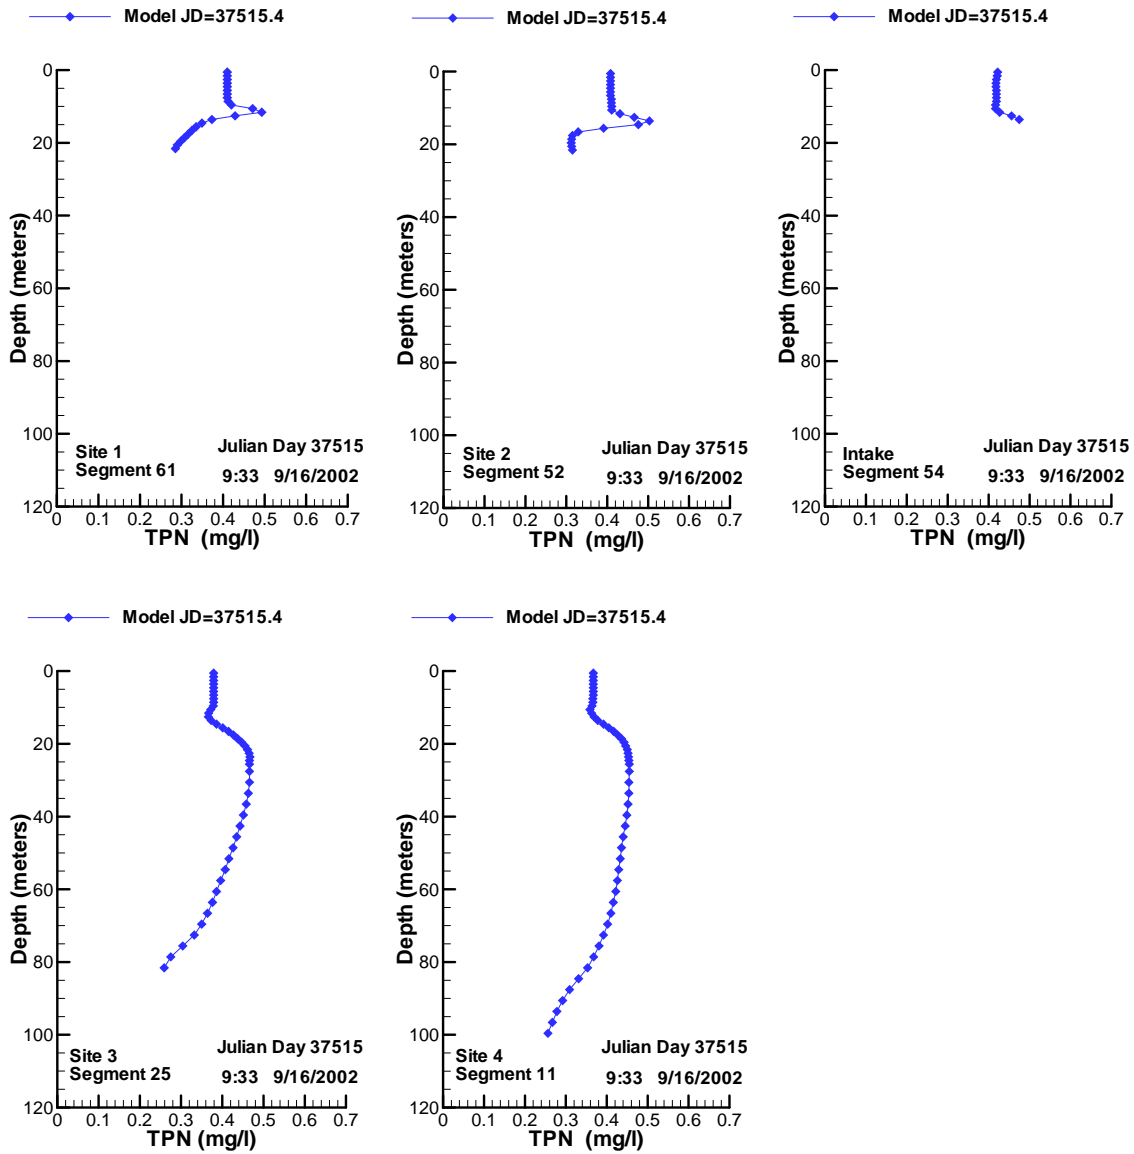 Model JD=37515.4
0
20
40
60
80
100
120
Depth (meters)
Site 1
Segment 61
Julian Day 37515
9:33 9/16/2002
0 0.1 0.2 0.3 0.4 0.5 0.6 0.7
TPN (mg/l)
Model JD=37515.4
0
20
40
60
80
100
120
Depth (meters)
Site 2
Segment 52
Julian Day 37515
9:33 9/16/2002
0 0.1 0.2 0.3 0.4 0.5 0.6 0.7
TPN (mg/l)
Model JD=37515.4
0
20
40
60
80
100
120
Depth (meters)
Intake
Segment 54
Julian Day 37515
9:33 9/16/2002
0 0.1 0.2 0.3 0.4 0.5 0.6 0.7
TPN (mg/l)
Model JD=37515.4
0
20
40
60
80
100
120
Depth (meters)
Site 3
Segment 25
Julian Day 37515
9:33 9/16/2002
0 0.1 0.2 0.3 0.4 0.5 0.6 0.7
TPN (mg/l)
Model JD=37515.4
0
20
40
60
80
100
120
Depth (meters)
Site 4
Segment 11
Julian Day 37515
9:33 9/16/2002
0 0.1 0.2 0.3 0.4 0.5 0.6 0.7
TPN (mg/l)